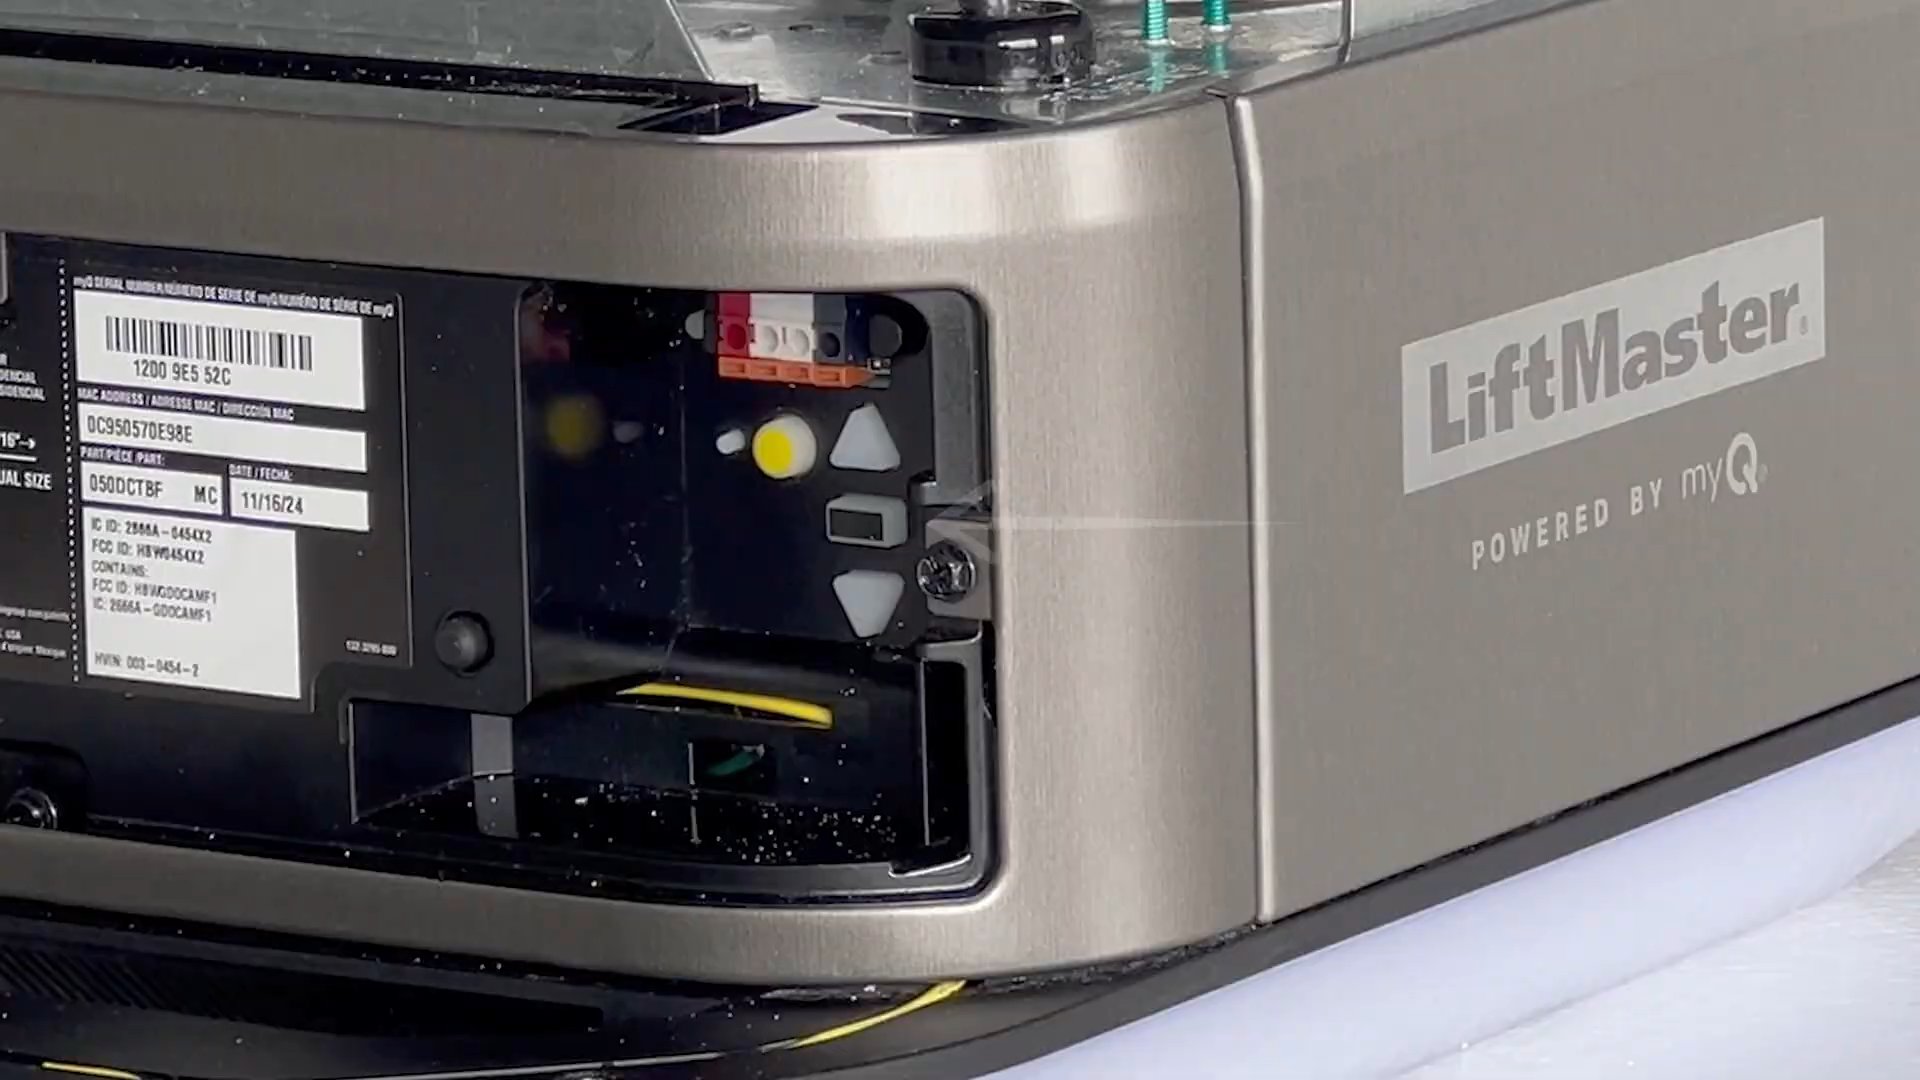 myQ SERIAL NUMBER/NÚMERO DE SERIE DE myQ/NUMÉRO DE SÉRIE DE myQ
1200 9E5 52C
MAC ADDRESS / ADRESSE MAC / DIRECCIÓN MAC
0C950570E98E
PART/PIÈCE /PART:
050DCTBF MC
DATE / FECHA:
11/16/24
IC ID: 2666A-0454X2
FCC ID: HBW0454X2
CONTAINS:
FCC ID: HBWGDOCAMF1
IC: 2666A-GDOCAMF1
HVIN: 003-0454-2
UAL SIZE
USA
LiftMaster®
POWERED BY myQ®